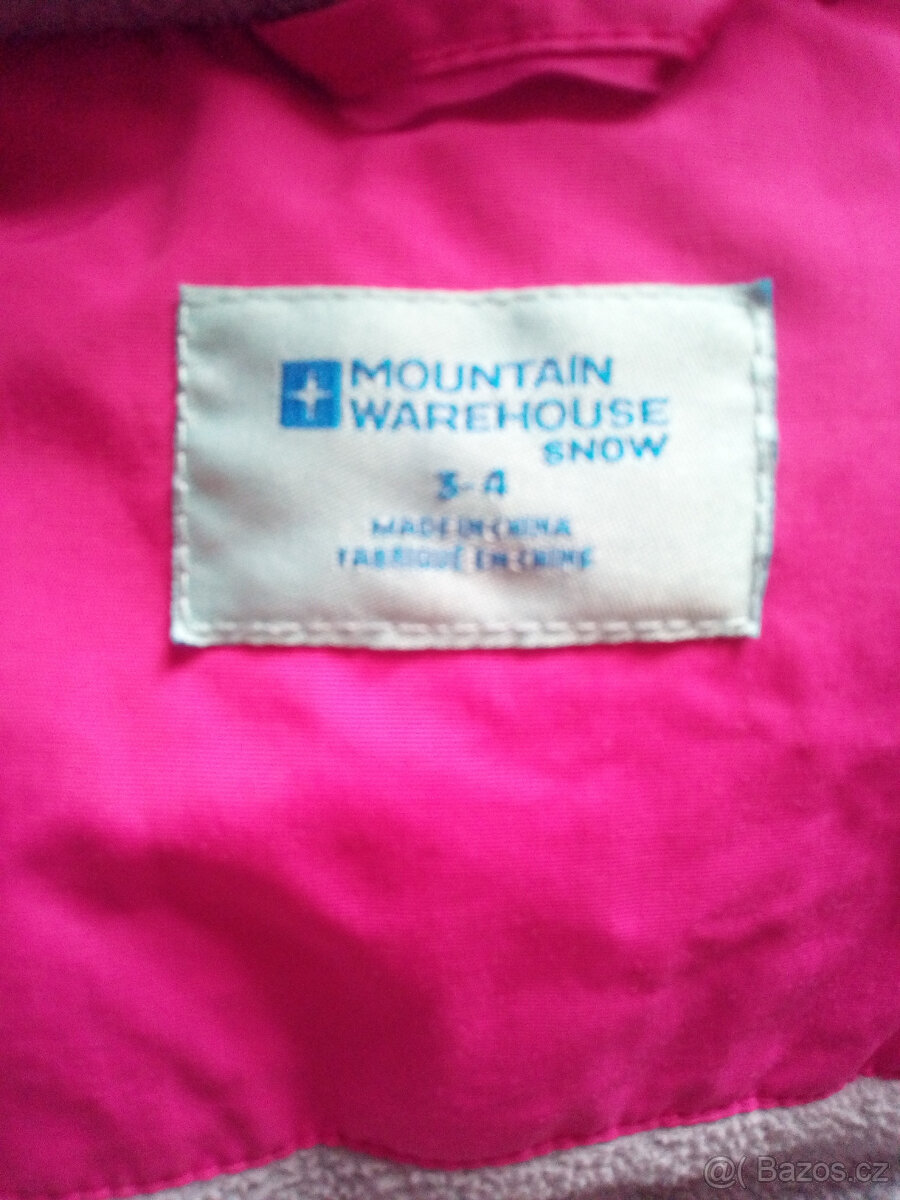 MOUNTAIN
WAREHOUSE
SNOW
3-4
MADE IN CHINA
FABRIQUÉ EN CHINE
@( Bazos.cz